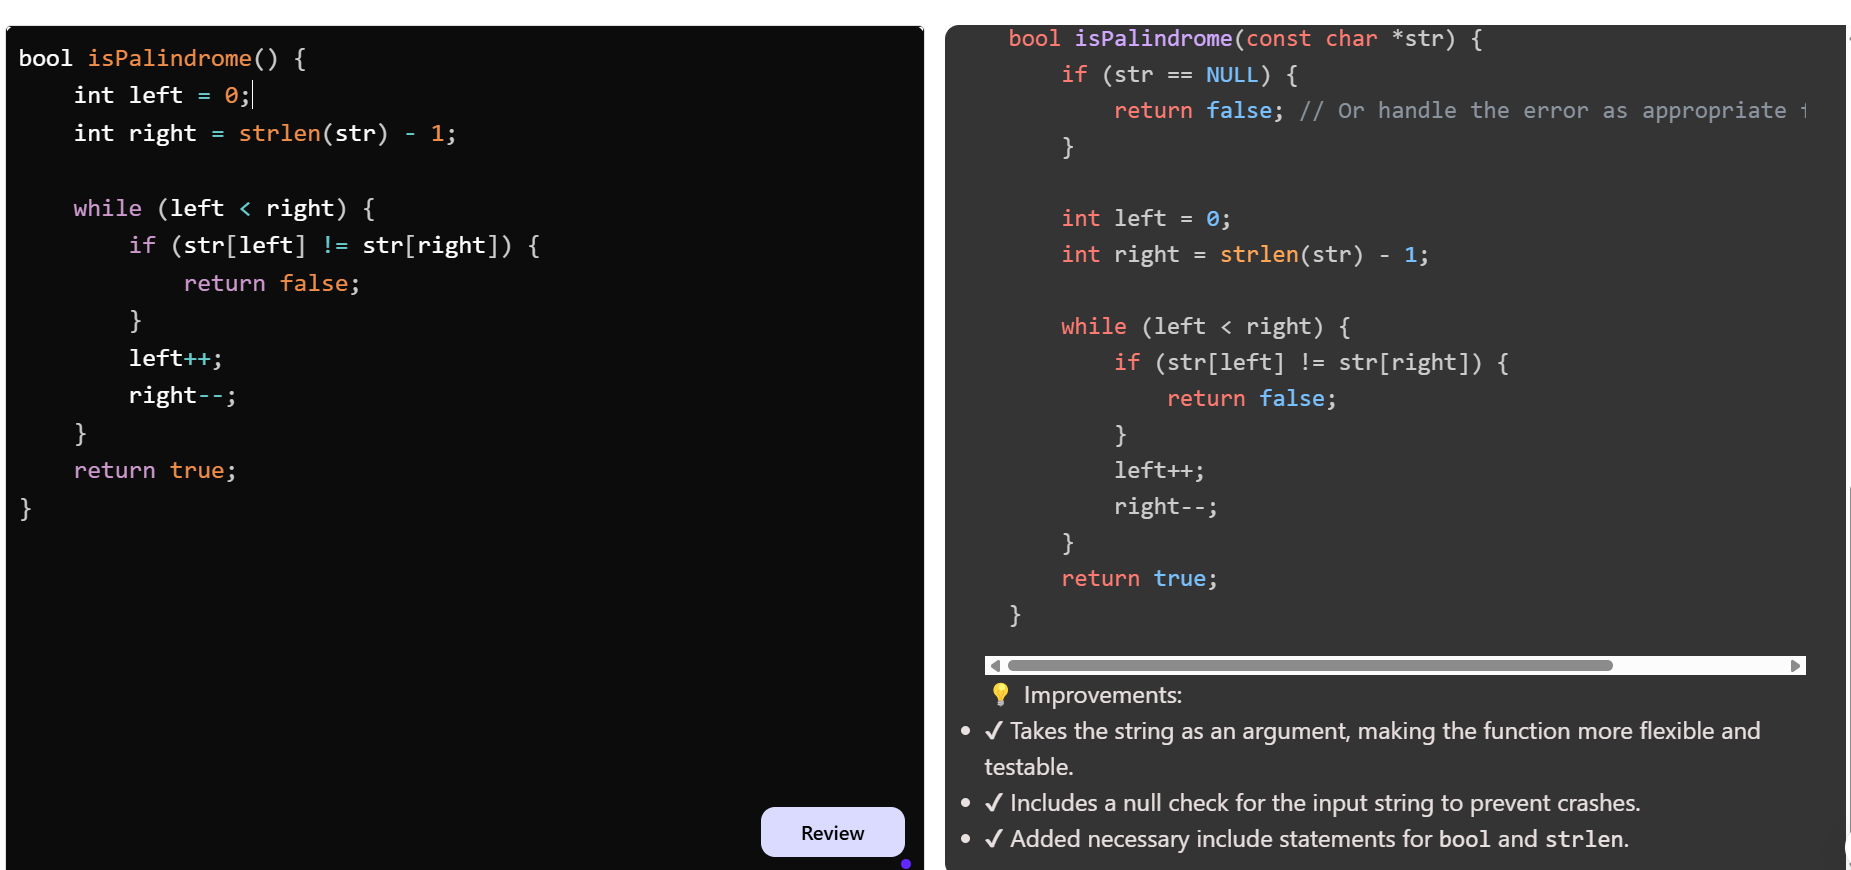 bool isPalindrome() {
    int left = 0;
    int right = strlen(str) - 1;

    while (left < right) {
        if (str[left] != str[right]) {
            return false;
        }
        left++;
        right--;
    }
    return true;
}
Review
bool isPalindrome(const char *str) {
    if (str == NULL) {
        return false; // Or handle the error as appropriate
    }

    int left = 0;
    int right = strlen(str) - 1;

    while (left < right) {
        if (str[left] != str[right]) {
            return false;
        }
        left++;
        right--;
    }
    return true;
}
💡 Improvements:
• ✔ Takes the string as an argument, making the function more flexible and
testable.
• ✔ Includes a null check for the input string to prevent crashes.
• ✔ Added necessary include statements for bool and strlen.